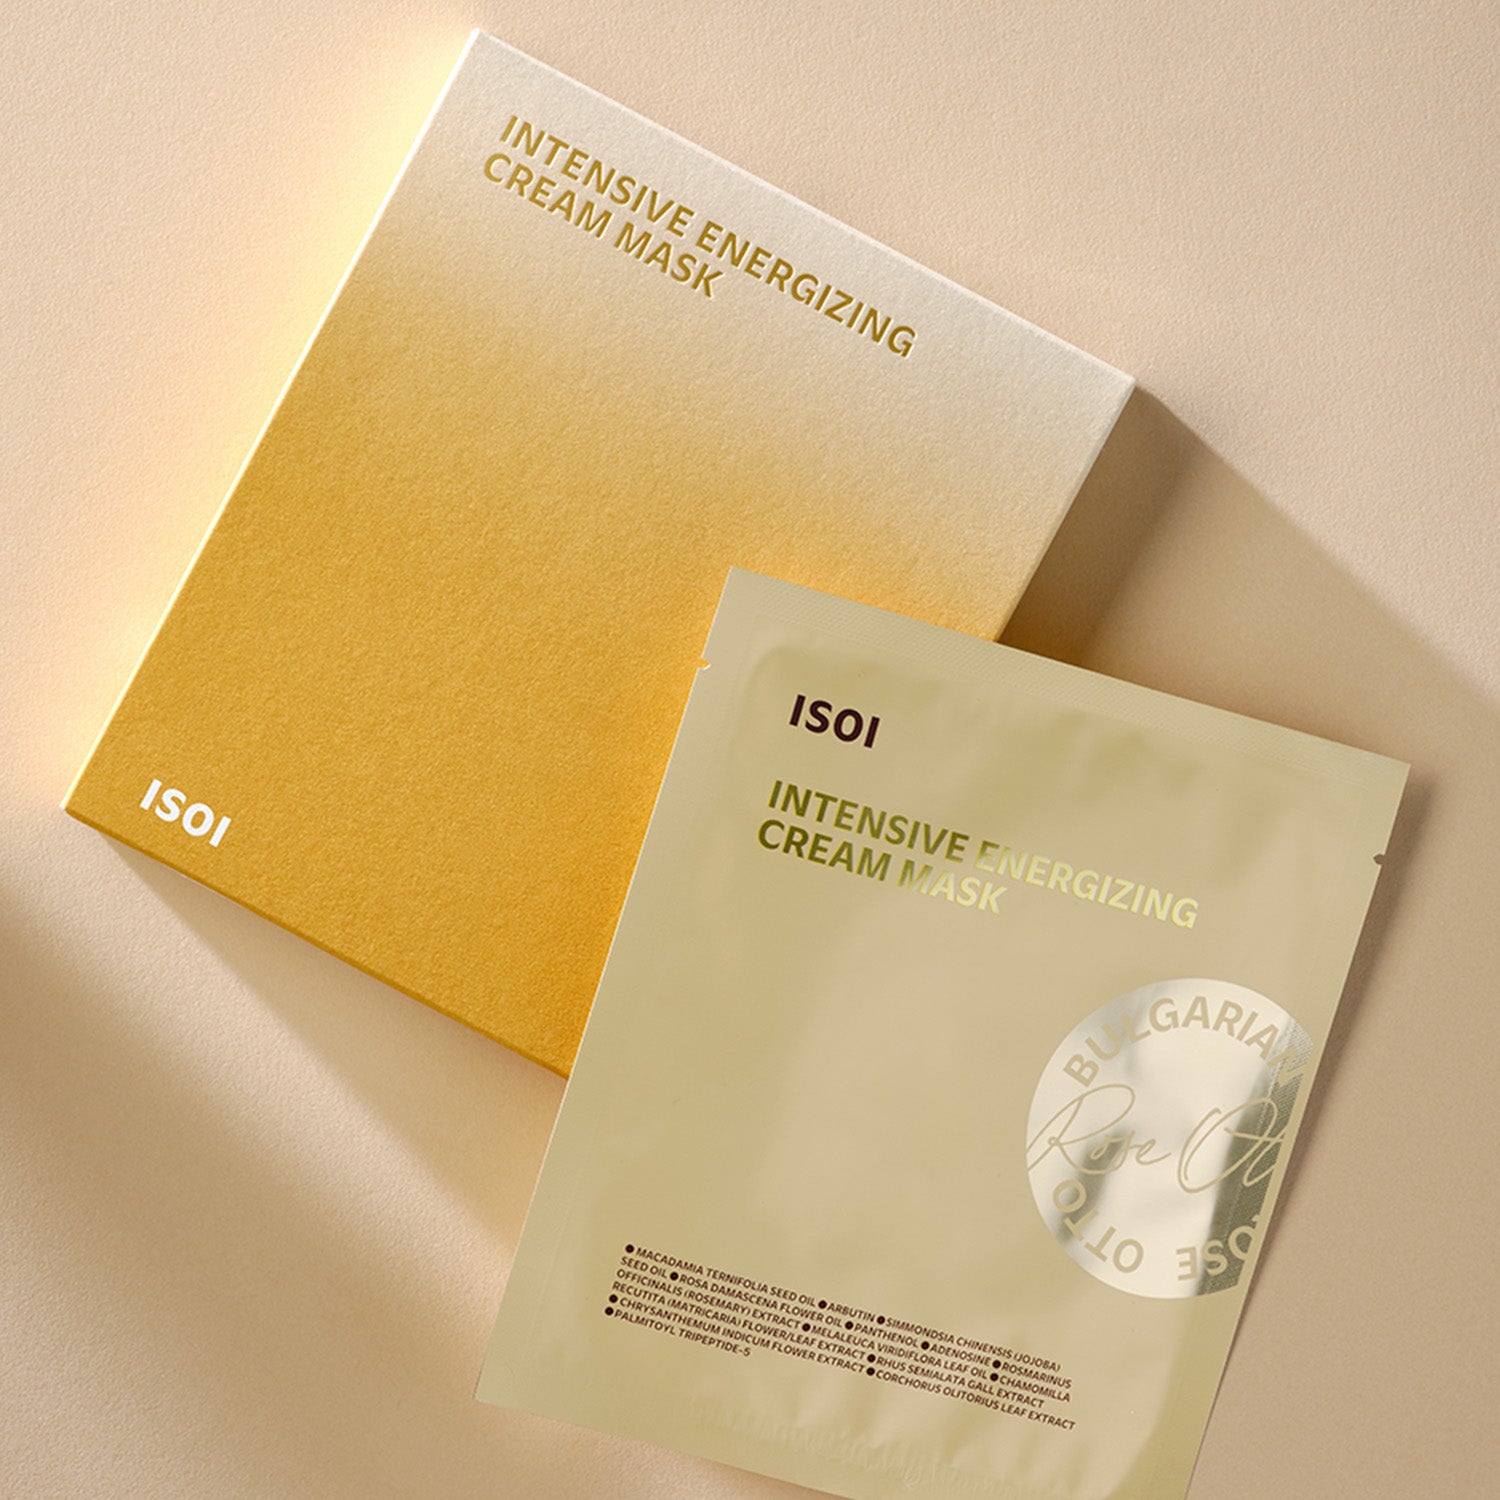 INTENSIVE ENERGIZING
CREAM MASK
ISOI
ISOI
INTENSIVE ENERGIZING
CREAM MASK
BULGARIAN
Rose Ot
OSE OTTO
●MACADAMIA TERNIFOLIA SEED OIL ●ARBUTIN ●SIMMONDSIA CHINENSIS (JOJOBA)
SEED OIL ●ROSA DAMASCENA FLOWER OIL ●PANTHENOL ●ADENOSINE ●ROSMARINUS
OFFICINALIS (ROSEMARY) EXTRACT ●MELALEUCA VIRIDIFLORA LEAF OIL ●CHAMOMILLA
RECUTITA (MATRICARIA) FLOWER/LEAF EXTRACT ●RHUS SEMIALATA GALL EXTRACT
●CHRYSANTHEMUM INDICUM FLOWER EXTRACT ●CORCHORUS OLITORIUS LEAF EXTRACT
●PALMITOYL TRIPEPTIDE-5